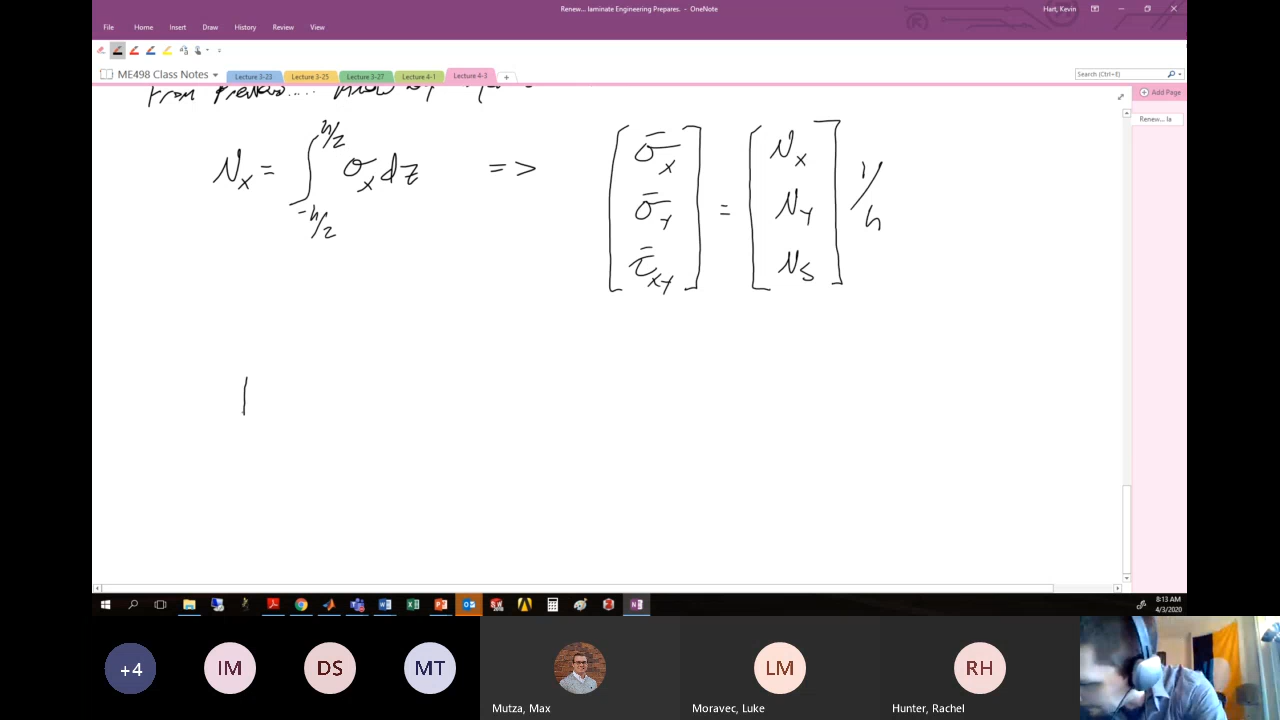 Renew... laminate Engineering Prepares. - OneNote
Hart, Kevin
File Home Insert Draw Review View
ME498 Class Notes
Lecture 3-23 Lecture 3-25 Lecture 3-27 Lecture 4-1 Lecture 4-3
Search (Ctrl+E)
Add Page
Renew... la
From Previous....
Nx = ∫_{-h/2}^{h/2} σx dz => [σ̄x σ̄y τ̄xy] = [Nx Ny Ns] 1/h
8:13 AM
4/3/2020
+4 IM DS MT LM RH
Mutza, Max Moravec, Luke Hunter, Rachel